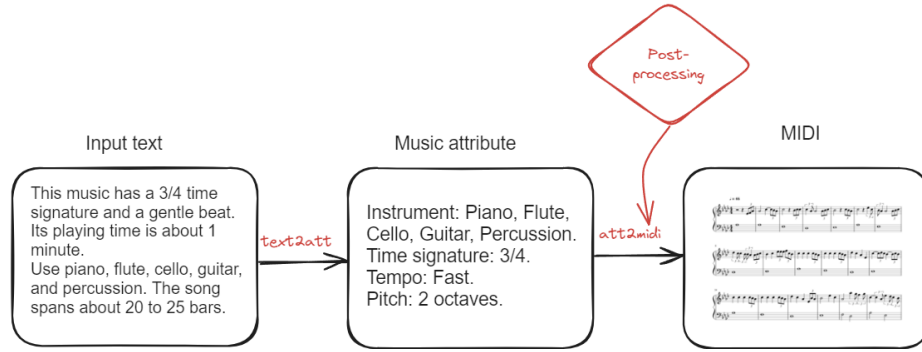 Post-
processing
Input text
Music attribute
MIDI
This music has a 3/4 time
signature and a gentle beat.
Its playing time is about 1
minute.
Use piano, flute, cello, guitar,
and percussion. The song
spans about 20 to 25 bars.
text2att
Instrument: Piano, Flute,
Cello, Guitar, Percussion.
Time signature: 3/4.
Tempo: Fast.
Pitch: 2 octaves.
att2midi